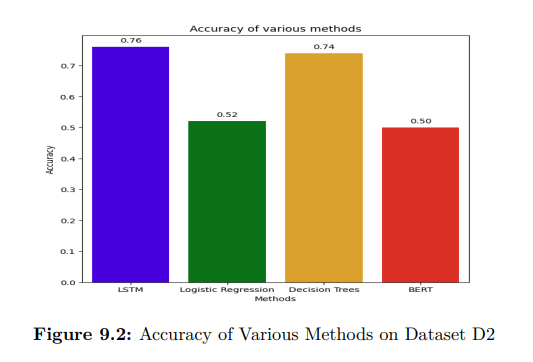 Accuracy of various methods
0.76
0.52
0.74
0.50
0.7
0.6
0.5
0.4
0.3
0.2
0.1
0.0
Accuracy
LSTM
Logistic Regression
Decision Trees
BERT
Methods
Figure 9.2: Accuracy of Various Methods on Dataset D2